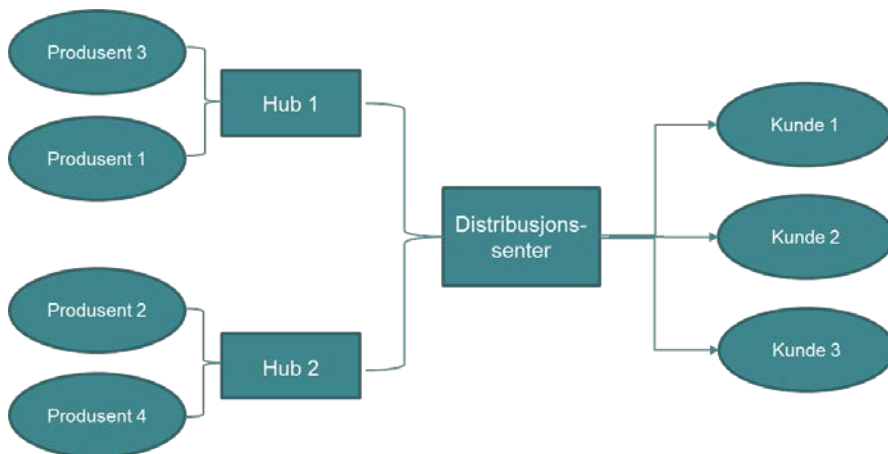 Produsent 3
Hub 1
Produsent 1
Kunde 1
Distribusjons-
senter
Kunde 2
Produsent 2
Hub 2
Produsent 4
Kunde 3